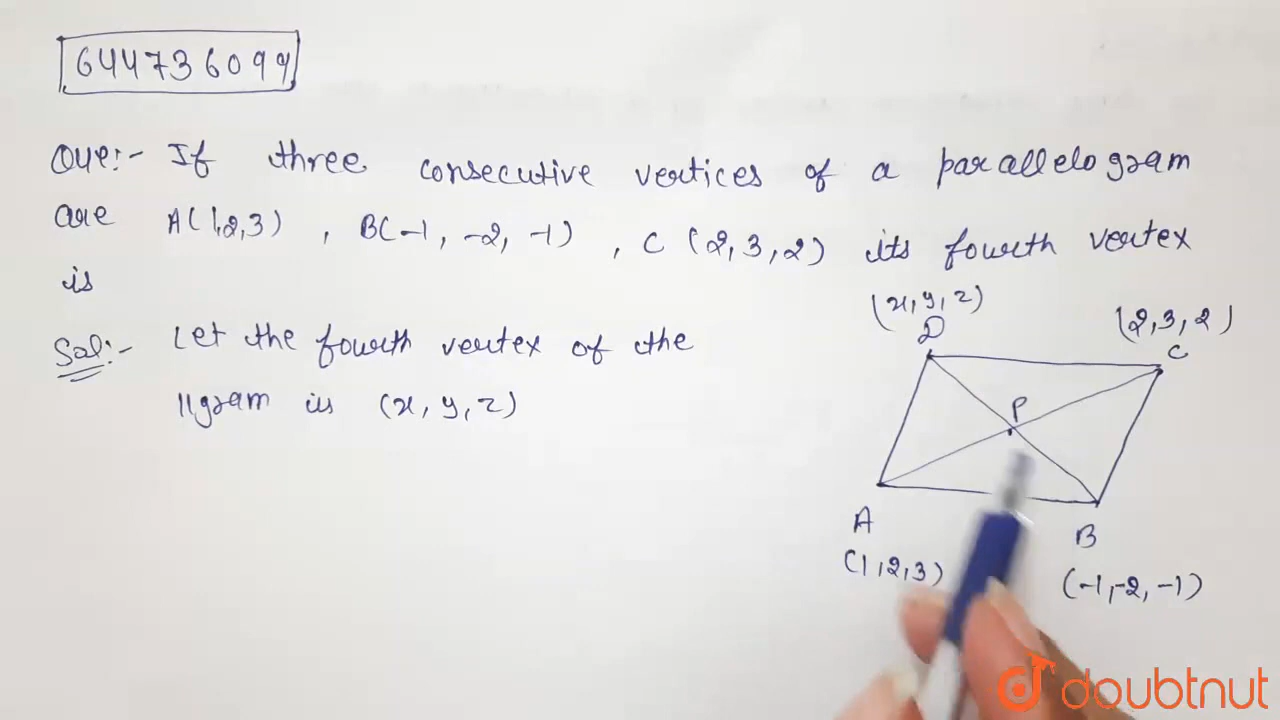 644736099
Que:- If three consecutive vertices of a parallelogram
are A(1,2,3) , B(-1, -2, -1) , C (2,3,2) its fourth vertex
is
Sol:- Let the fourth vertex of the
||gram is (x, y, z)
(x, y, z)
D
(2,3,2)
C
P
A
(1,2,3)
B
(-1,-2,-1)
doubtnut